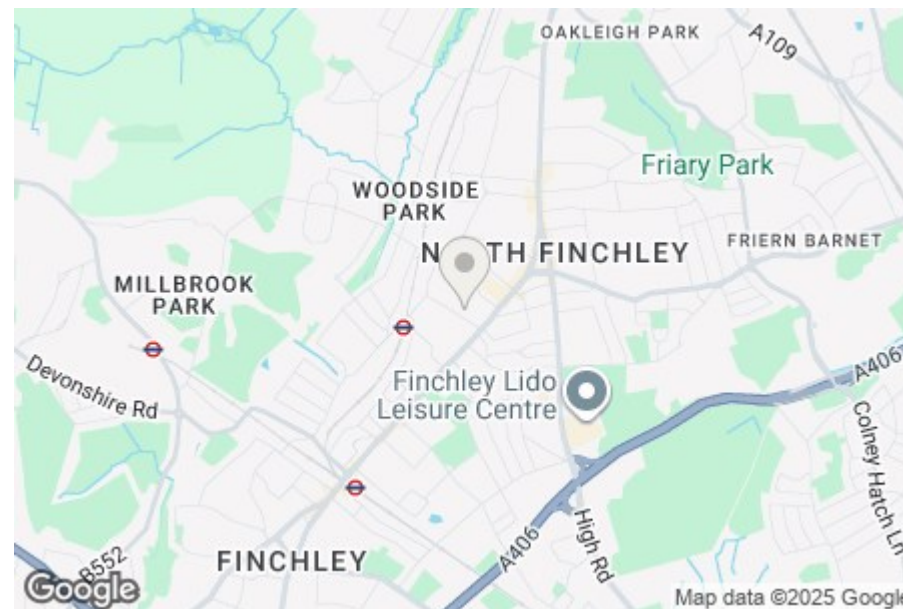 OAKLEIGH PARK
A109
Friary Park
WOODSIDE
PARK
N TH FINCHLEY
FRIERN BARNET
MILLBROOK
PARK
Devonshire Rd
Finchley Lido
Leisure Centre
A406
Colney Hatch Ln
A406
High Rd
B552
FINCHLEY
Google
Map data ©2025 Google